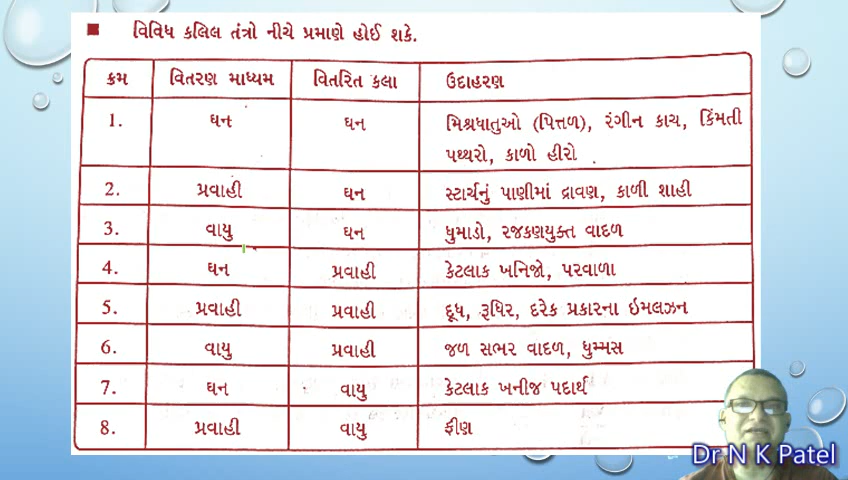 વિવિધ કલિલ તંત્રો નીચે પ્રમાણે હોઈ શકે.
ક્રમ વિતરણ માધ્યમ વિતરિત કલા ઉદાહરણ
1. ઘન ઘન મિશ્રધાતુઓ (પિત્તળ), રંગીન કાચ, કિંમતી
પથ્થરો, કાળો હીરો
2. પ્રવાહી ઘન સ્ટાર્ચનું પાણીમાં દ્રાવણ, કાળી શાહી
3. વાયુ ઘન ધુમાડો, રજકણયુક્ત વાદળ
4. ઘન પ્રવાહી કેટલાક ખનિજો, પરવાળા
5. પ્રવાહી પ્રવાહી દૂધ, રૂધિર, દરેક પ્રકારના ઇમલઝન
6. વાયુ પ્રવાહી જળ સભર વાદળ, ધુમ્મસ
7. ઘન વાયુ કેટલાક ખનીજ પદાર્થ
8. પ્રવાહી વાયુ ફીણ
Dr N K Patel